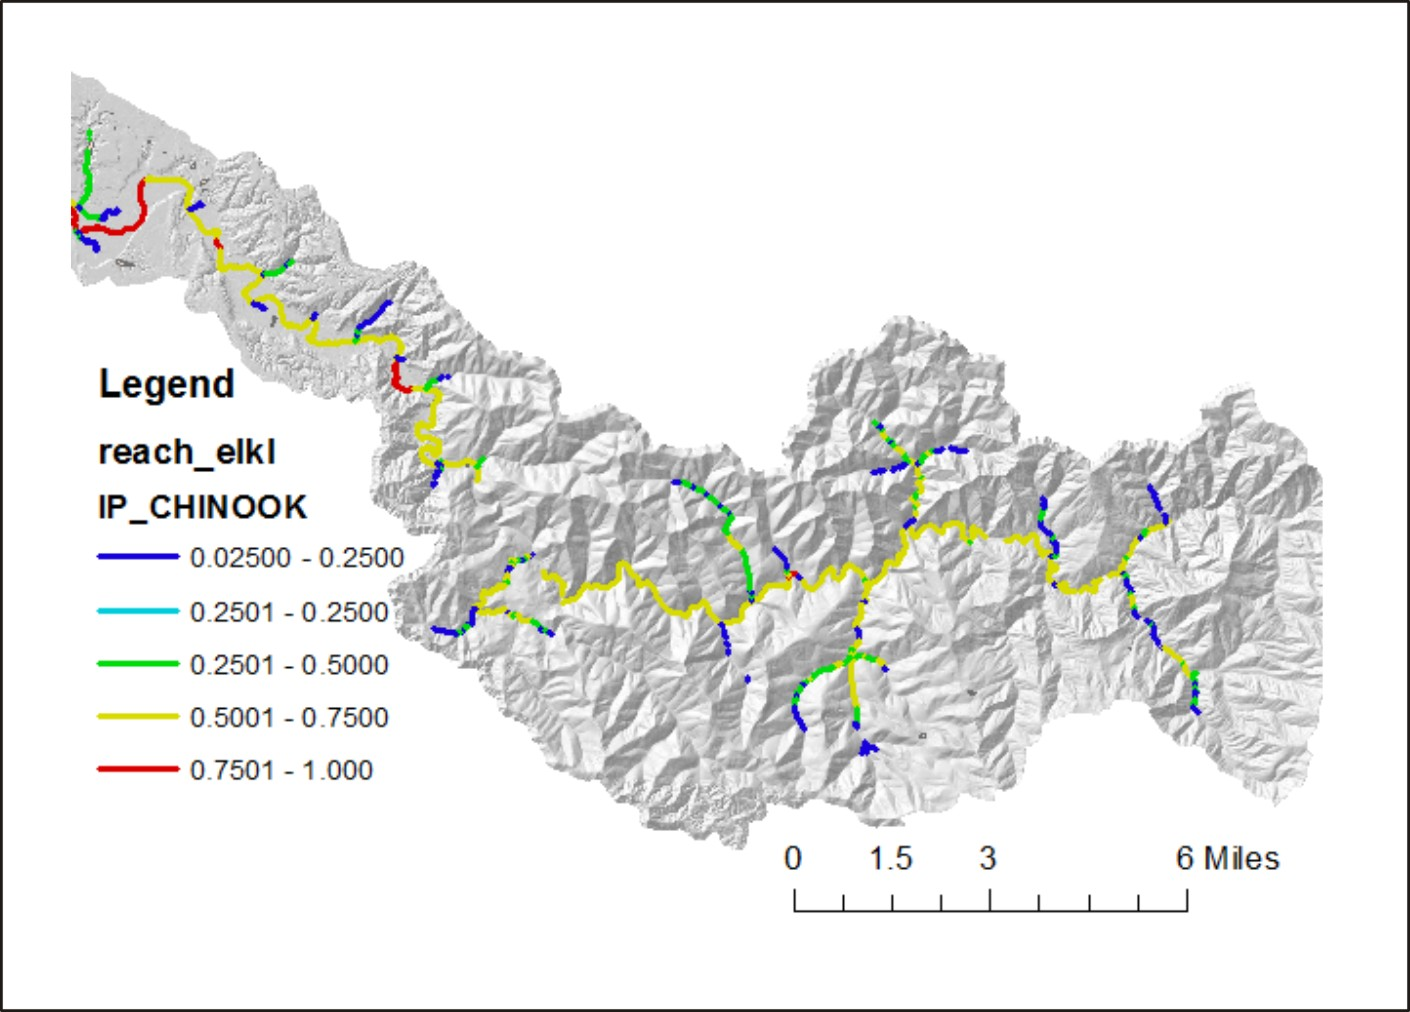 Legend
reach_elkl
IP_CHINOOK
0.02500 - 0.2500
0.2501 - 0.2500
0.2501 - 0.5000
0.5001 - 0.7500
0.7501 - 1.000
0 1.5 3 6 Miles